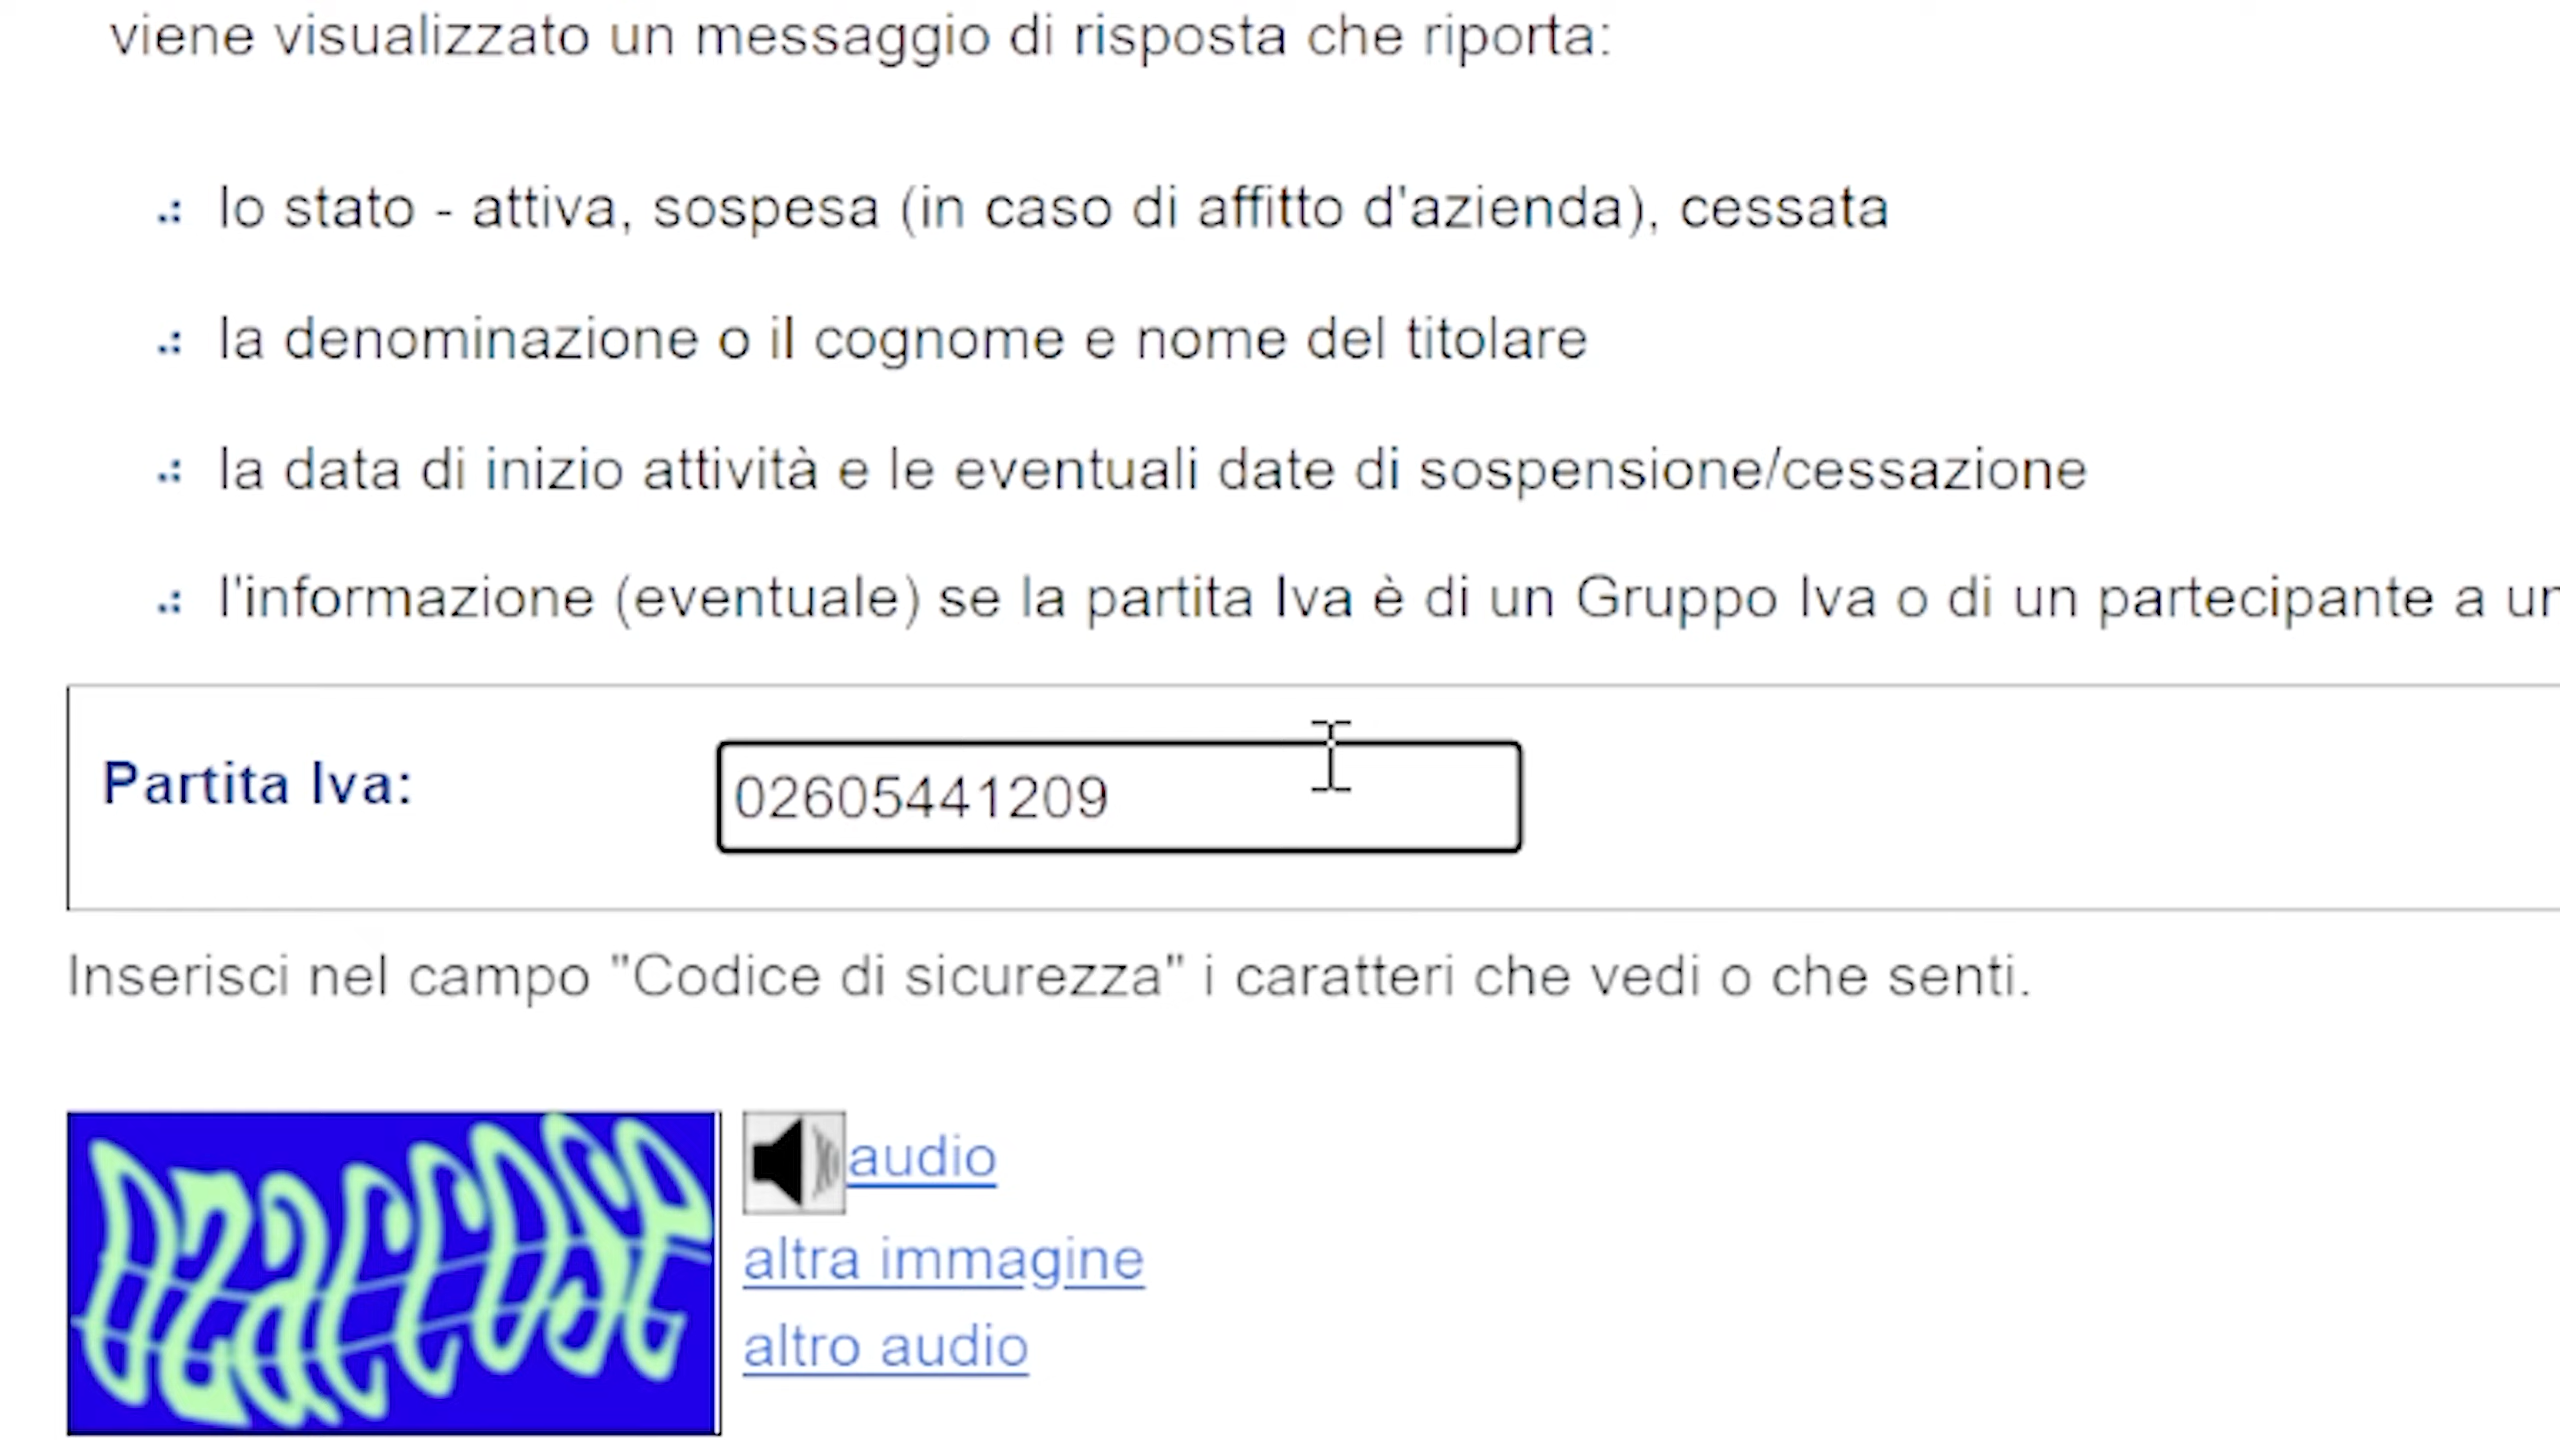 viene visualizzato un messaggio di risposta che riporta:
lo stato - attiva, sospesa (in caso di affitto d'azienda), cessata
la denominazione o il cognome e nome del titolare
la data di inizio attività e le eventuali date di sospensione/cessazione
l'informazione (eventuale) se la partita Iva è di un Gruppo Iva o di un partecipante a un
Partita Iva: 02605441209
Inserisci nel campo "Codice di sicurezza" i caratteri che vedi o che senti.
audio
altra immagine
altro audio